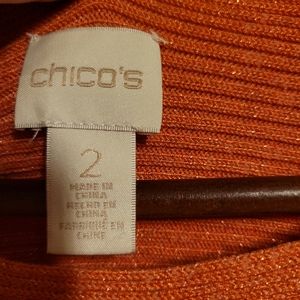 chico's
2
MADE IN
CHINA
HECHO EN
CHINA
FABRIQUÉ EN
CHINE